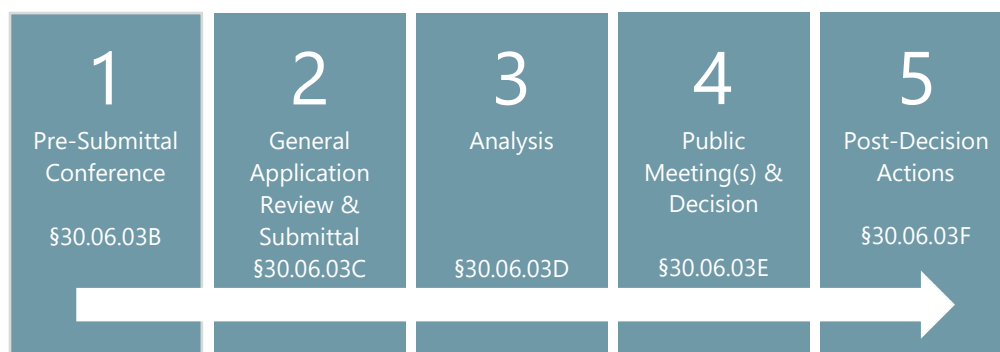 1
Pre-Submittal
Conference
§30.06.03B
2
General
Application
Review &
Submittal
§30.06.03C
3
Analysis
§30.06.03D
4
Public
Meeting(s) &
Decision
§30.06.03E
5
Post-Decision
Actions
§30.06.03F